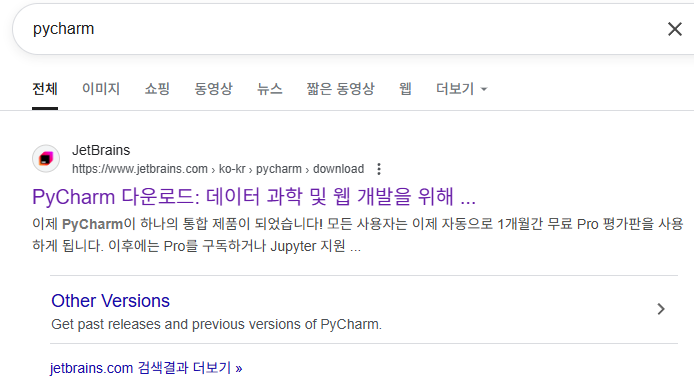 pycharm
전체 이미지 쇼핑 동영상 뉴스 짧은 동영상 웹 더보기
JetBrains
https://www.jetbrains.com › ko-kr › pycharm › download
PyCharm 다운로드: 데이터 과학 및 웹 개발을 위해 ...
이제 PyCharm이 하나의 통합 제품이 되었습니다! 모든 사용자는 이제 자동으로 1개월간 무료 Pro 평가판을 사용
하게 됩니다. 이후에는 Pro를 구독하거나 Jupyter 지원 ...
Other Versions
Get past releases and previous versions of PyCharm.
jetbrains.com 검색결과 더보기 »